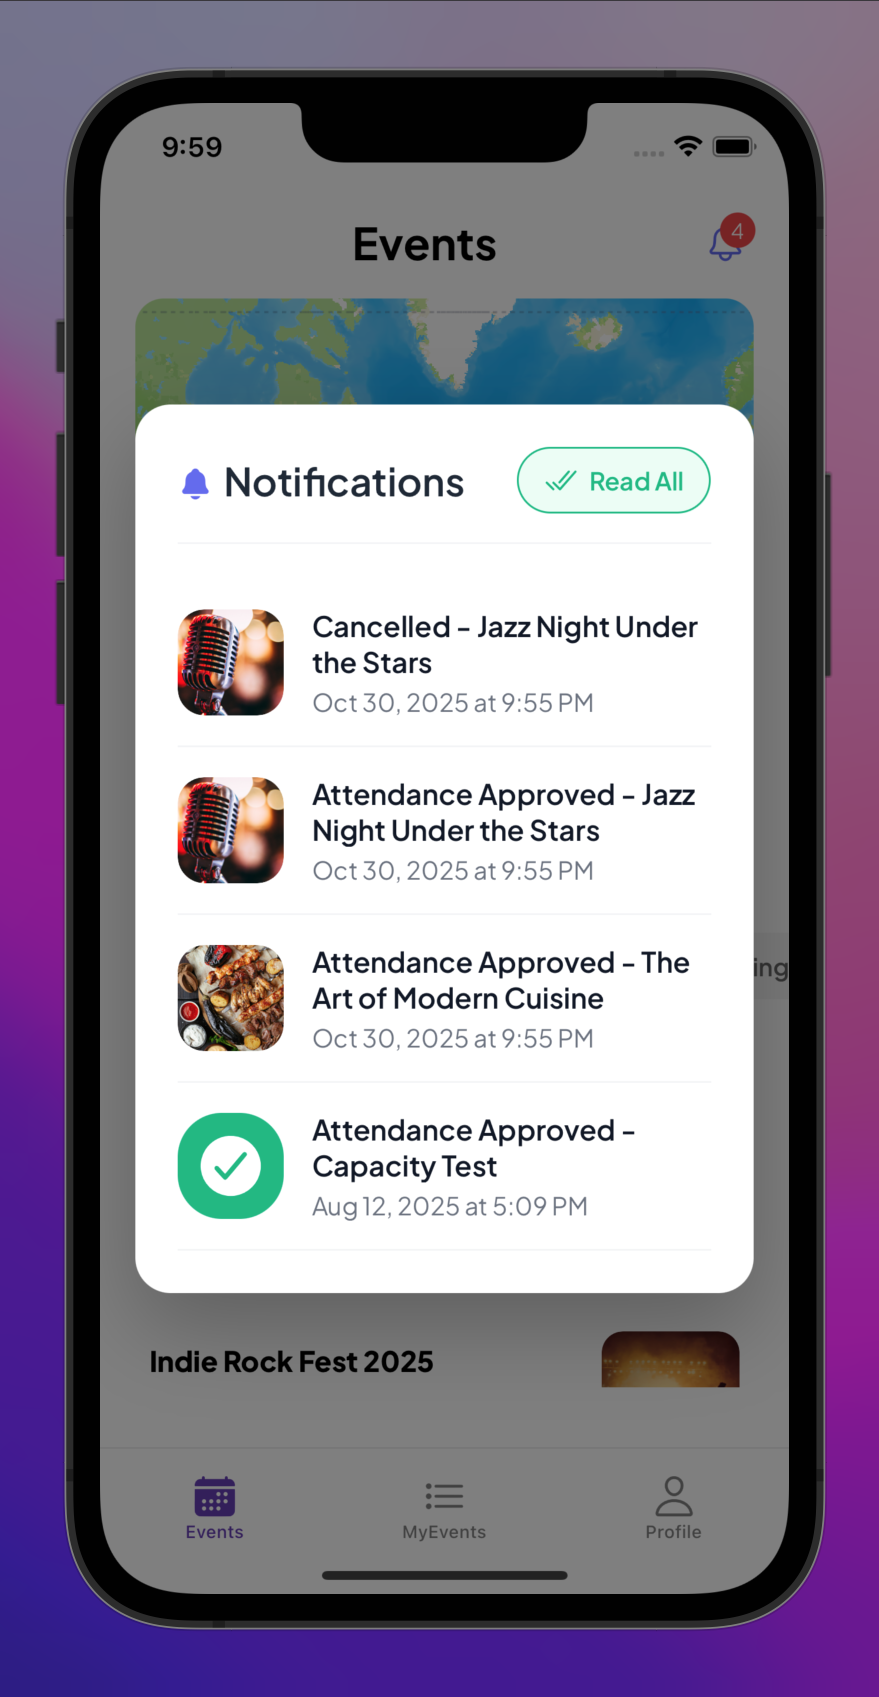 9:59
Events
4
Notifications
Read All
Cancelled - Jazz Night Under
the Stars
Oct 30, 2025 at 9:55 PM
Attendance Approved - Jazz
Night Under the Stars
Oct 30, 2025 at 9:55 PM
Attendance Approved - The
Art of Modern Cuisine
Oct 30, 2025 at 9:55 PM
ing
Attendance Approved -
Capacity Test
Aug 12, 2025 at 5:09 PM
Indie Rock Fest 2025
Events
MyEvents
Profile